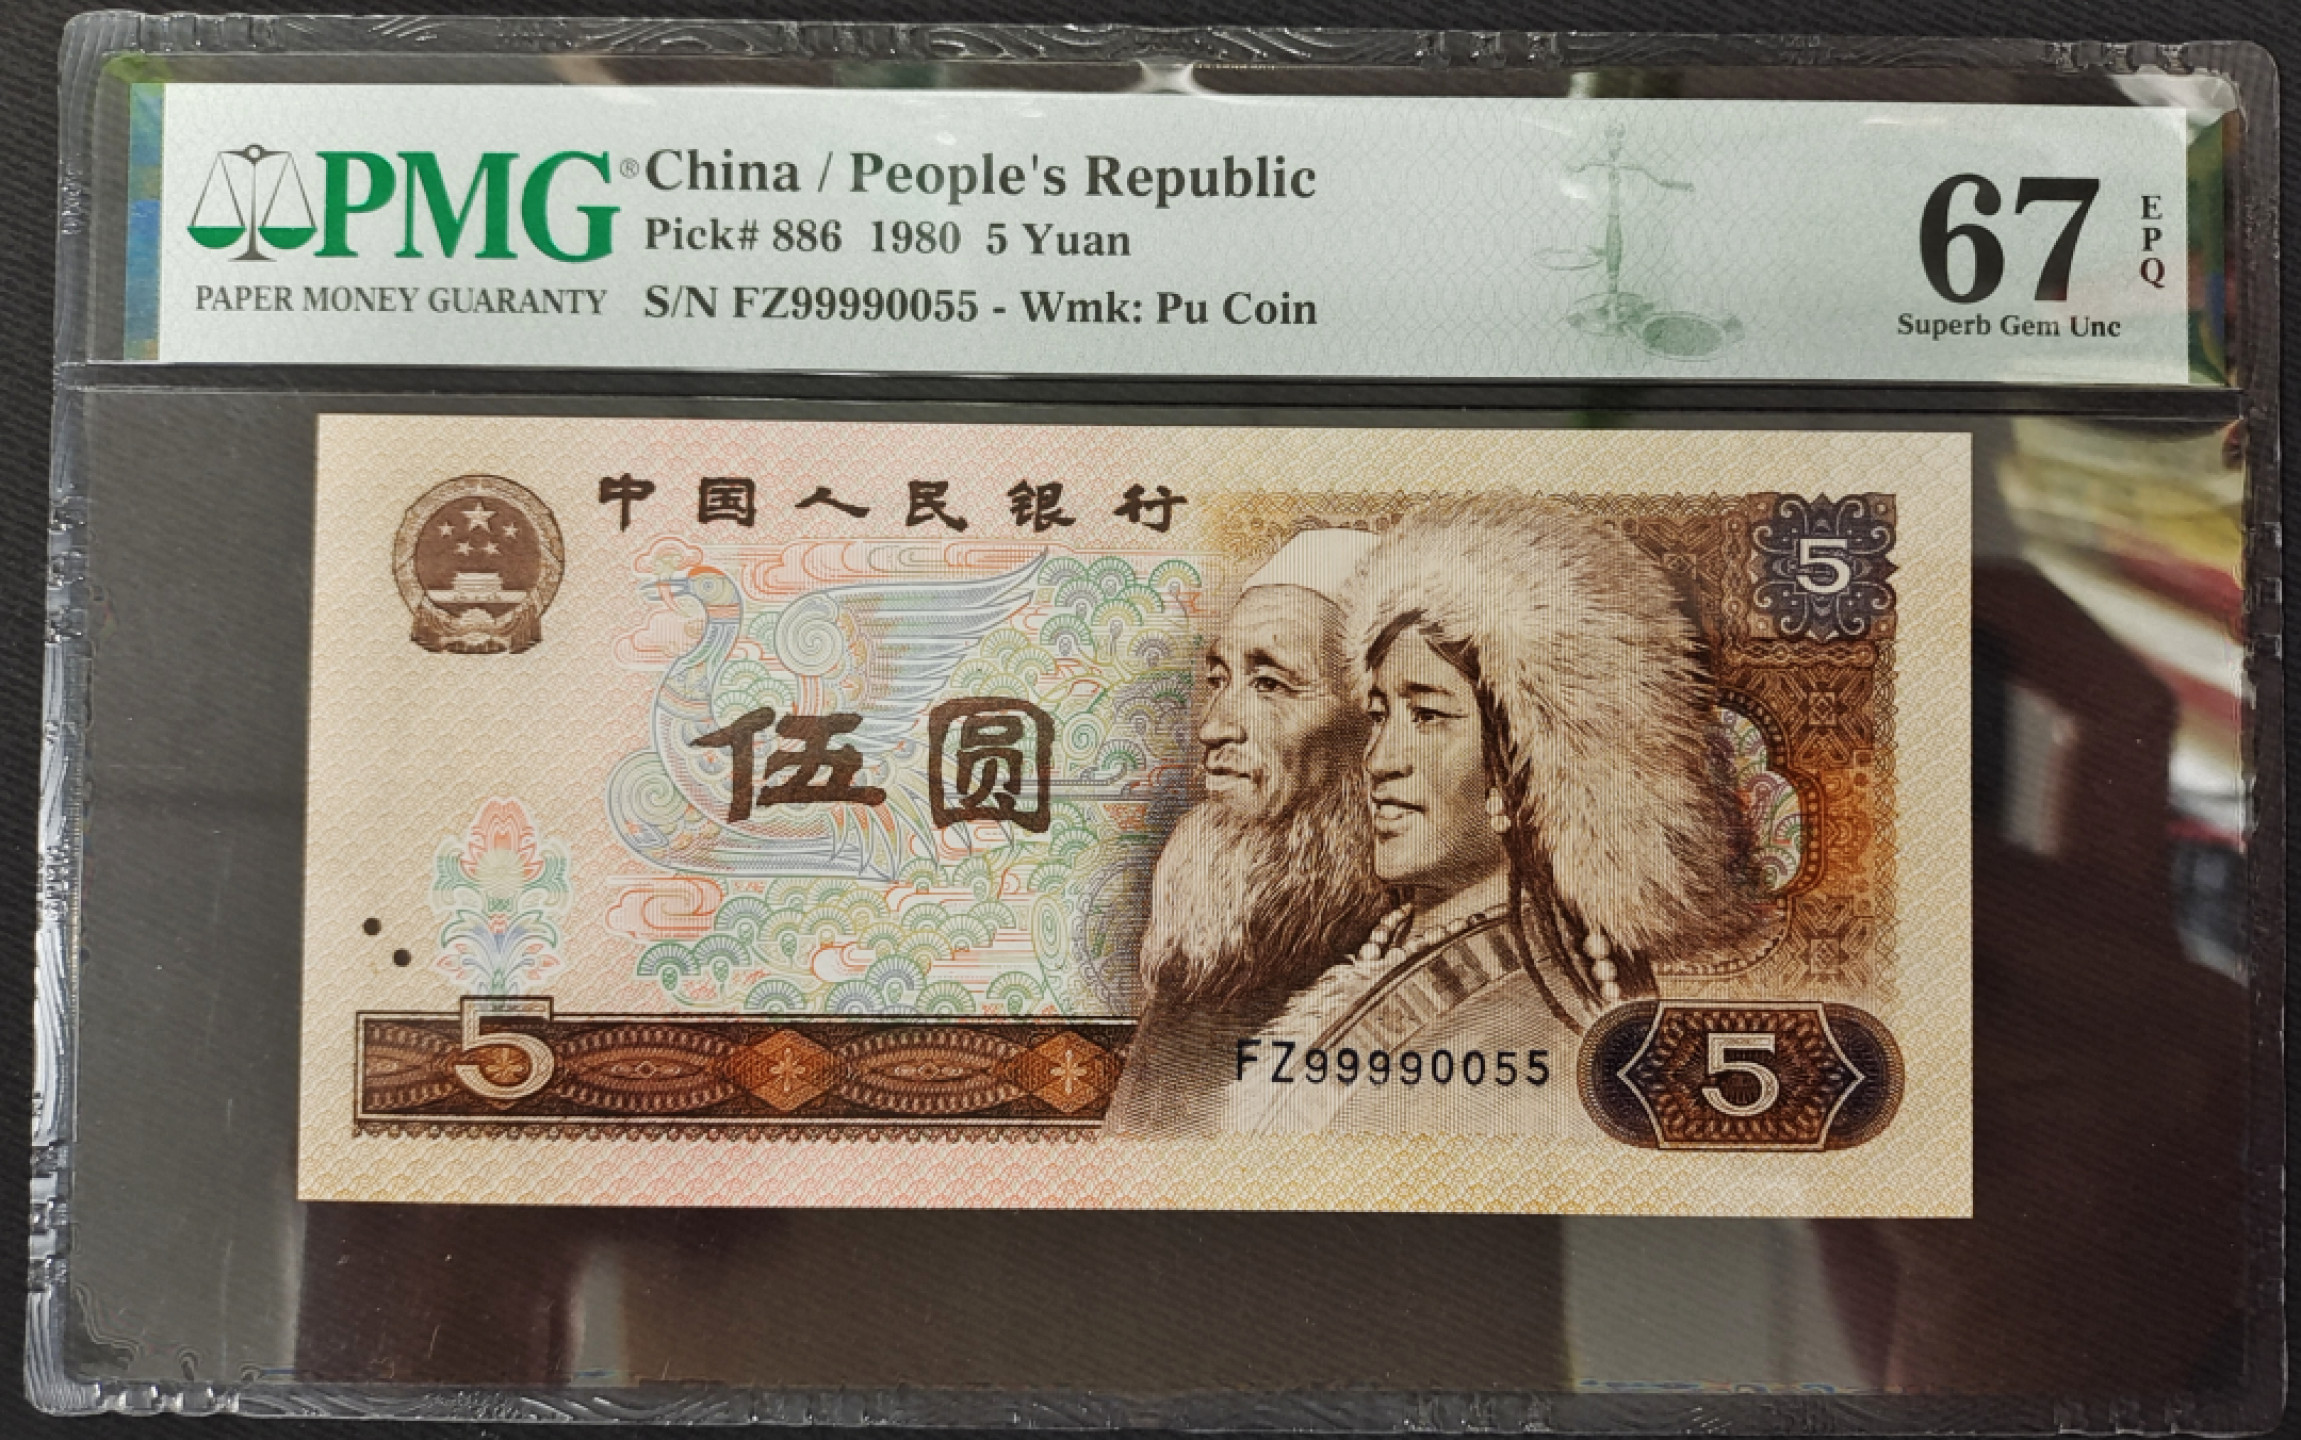 PMG®
PAPER MONEY GUARANTY
China / People's Republic
Pick# 886 1980 5 Yuan
S/N FZ99990055 - Wmk: Pu Coin
67
EPQ
Superb Gem Unc
中国人民银行
5
伍圆
5
FZ99990055
5